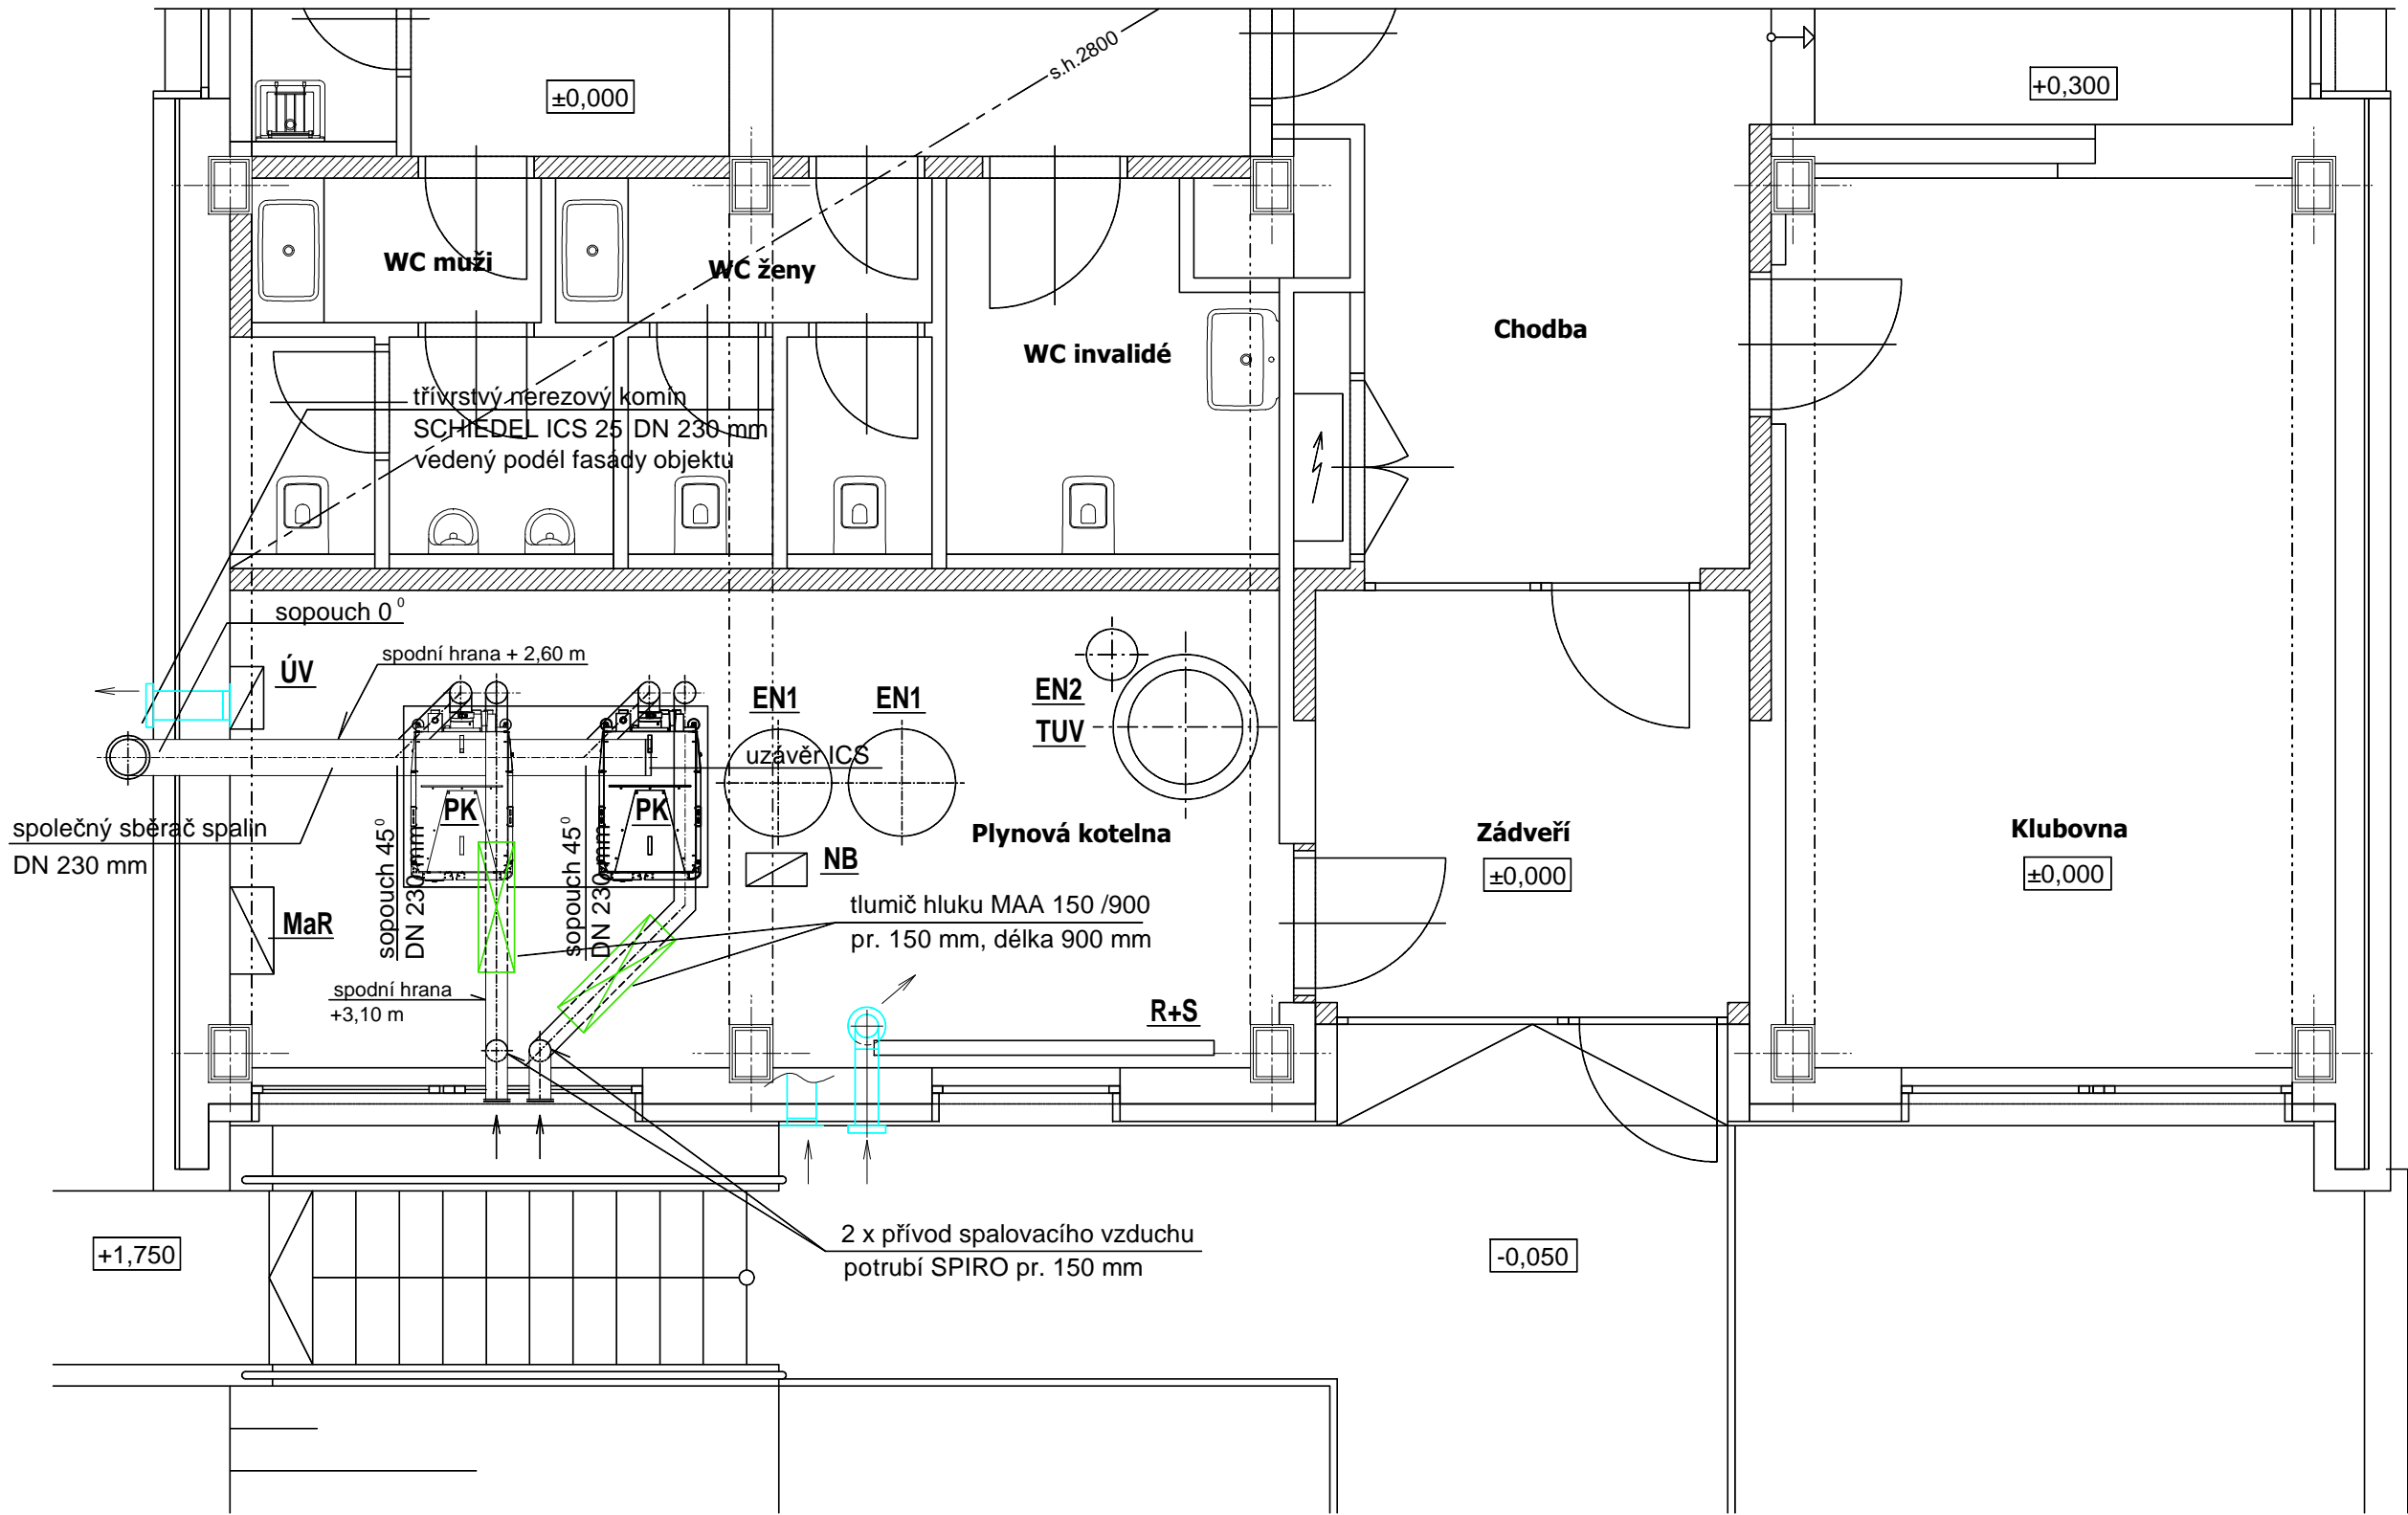 s.h.2800
±0,000
+0,300
WC muži
WC ženy
WC invalidé
Chodba
třívrstvý nerezový komín
SCHIEDEL ICS 25 DN 230 mm
vedený podél fasády objektu
sopouch 0⁰
spodní hrana + 2,60 m
ÚV
EN1
EN1
EN2
TUV
uzávěr ICS
PK
PK
společný sběrač spalin
DN 230 mm
sopouch 45⁰
DN 230 mm
sopouch 45⁰
DN 230 mm
Plynová kotelna
Zádveří
±0,000
Klubovna
±0,000
NB
MaR
tlumič hluku MAA 150 /900
pr. 150 mm, délka 900 mm
spodní hrana
+3,10 m
R+S
2 x přívod spalovacího vzduchu
potrubí SPIRO pr. 150 mm
+1,750
-0,050